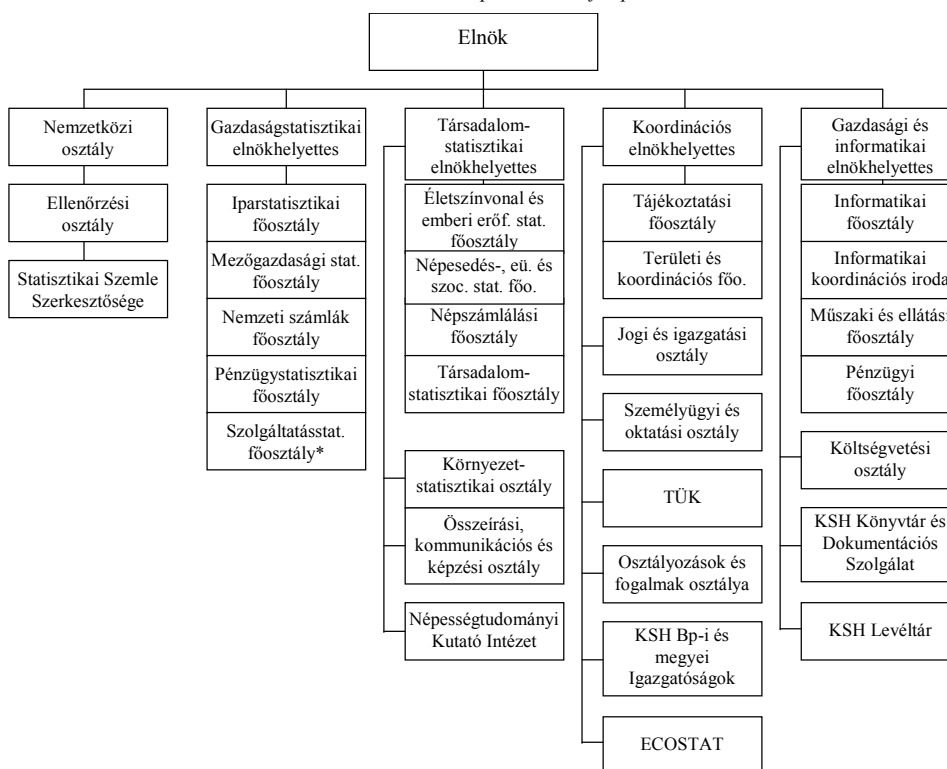 Elnök
Nemzetközi
osztály
Ellenőrzési
osztály
Statisztikai Szemle
Szerkesztősége
Gazdaságstatisztikai
elnökhelyettes
Iparstatisztikai
főosztály
Mezőgazdasági stat.
főosztály
Nemzeti számlák
főosztály
Pénzügystatisztikai
főosztály
Szolgáltatásstat.
főosztály*
Társadalom-
statisztikai
elnökhelyettes
Életszínvonal és
emberi erőf. stat.
főosztály
Népesedés-, eü. és
szoc. stat. főo.
Népszámlálási
főosztály
Társadalom-
statisztikai főosztály
Környezet-
statisztikai osztály
Összeírási,
kommunikációs és
képzési osztály
Népességtudományi
Kutató Intézet
Koordinációs
elnökhelyettes
Tájékoztatási
főosztály
Területi és
koordinációs főo.
Jogi és igazgatási
osztály
Személyügyi és
oktatási osztály
TÜK
Osztályozások és
fogalmak osztálya
KSH Bp-i és
megyei
Igazgatóságok
ECOSTAT
Gazdasági és
informatikai
elnökhelyettes
Informatikai
főosztály
Informatikai
koordinációs iroda
Műszaki és ellátási
főosztály
Pénzügyi
főosztály
Költségvetési
osztály
KSH Könyvtár és
Dokumentációs
Szolgálat
KSH Levéltár